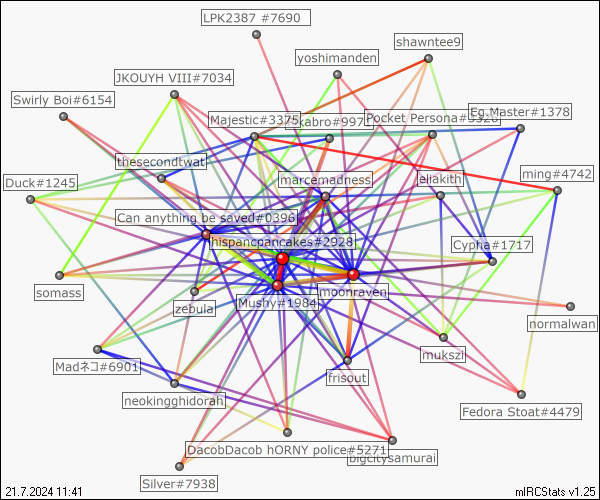 LPK2387 #7690
shawntee9
yoshimanden
JKOUYH VIII#7034
Swirly Boi#6154
Eg.Master#1378
Majestic#3375
Pocket Persona#
thesecondtwat
marcemadness
eliakith
ming#4742
Duck#1245
Can anything be saved#0396
hispancpancakes#2928
Cypha#1717
somass
zebula
Mushy#1984
moonraven
normalwan
Madネコ#6901
mukszi
frisout
neokingghidorah
Fedora Stoat#4479
DacobDacob hORNY police#5271
bigcitysamurai
Silver#7938
21.7.2024 11:41
mIRCStats v1.25